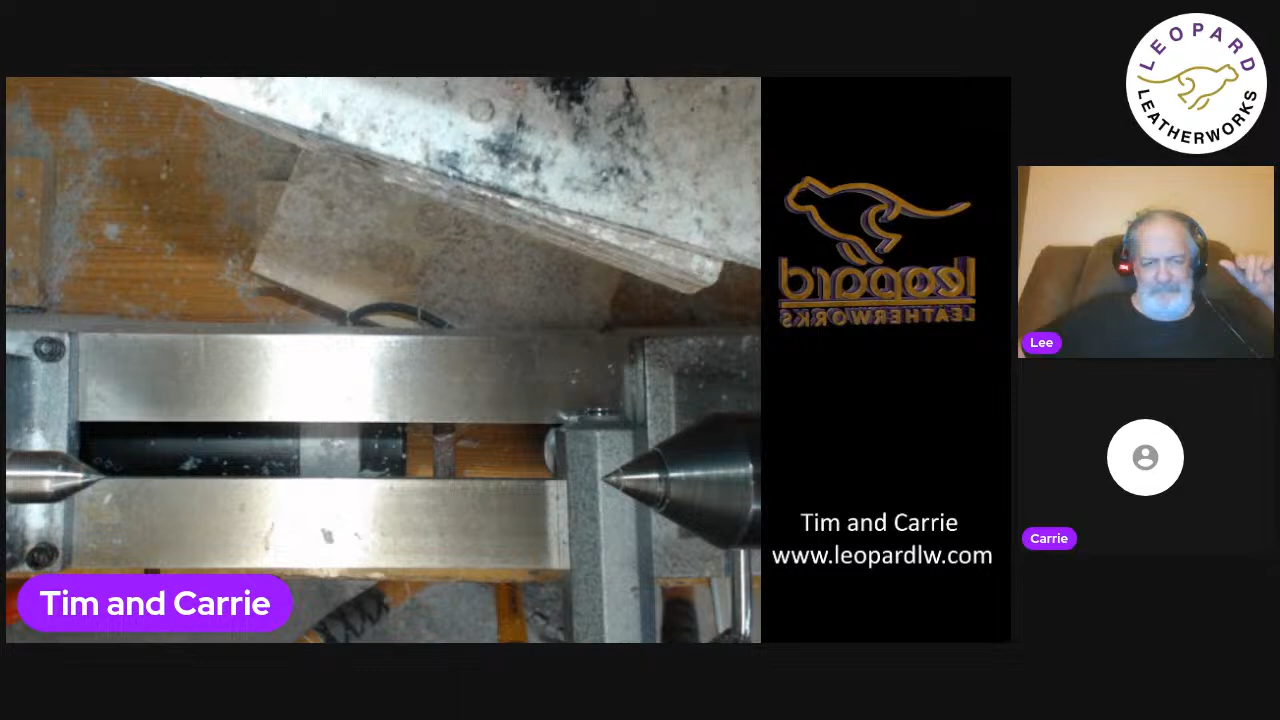 LEOPARD
LEATHERWORKS
leopard
LEATHERWORKS
Tim and Carrie
www.leopardlw.com
Tim and Carrie
Lee
Carrie